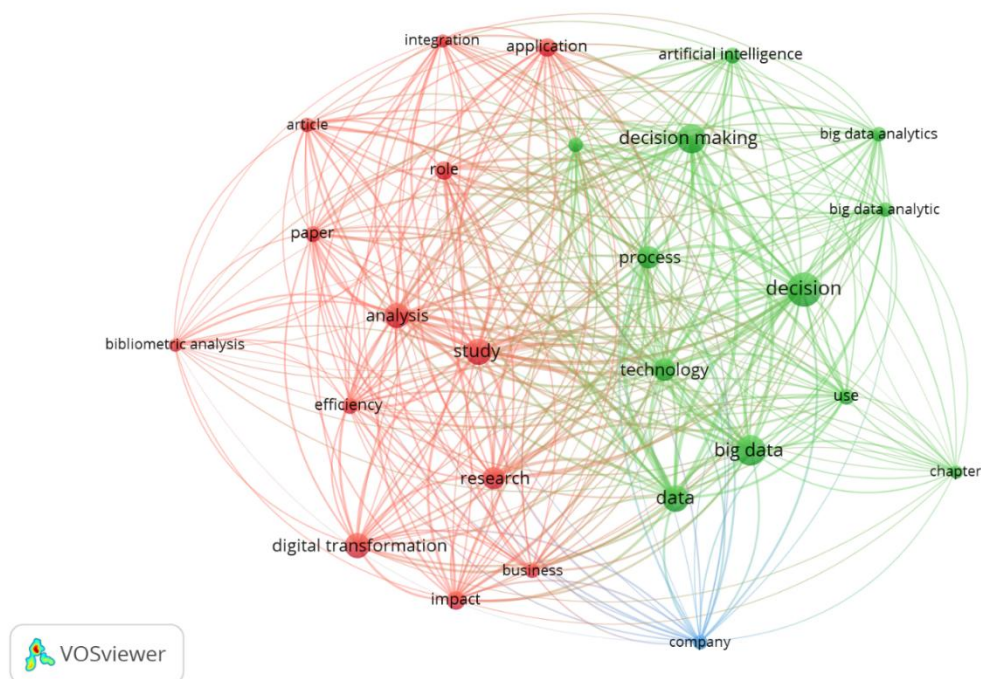 integration
application
artificial intelligence
article
decision making
big data analytics
role
big data analytic
paper
process
decision
analysis
bibliometric analysis
study
technology
efficiency
use
big data
chapter
research
data
digital transformation
business
impact
company
VOSviewer